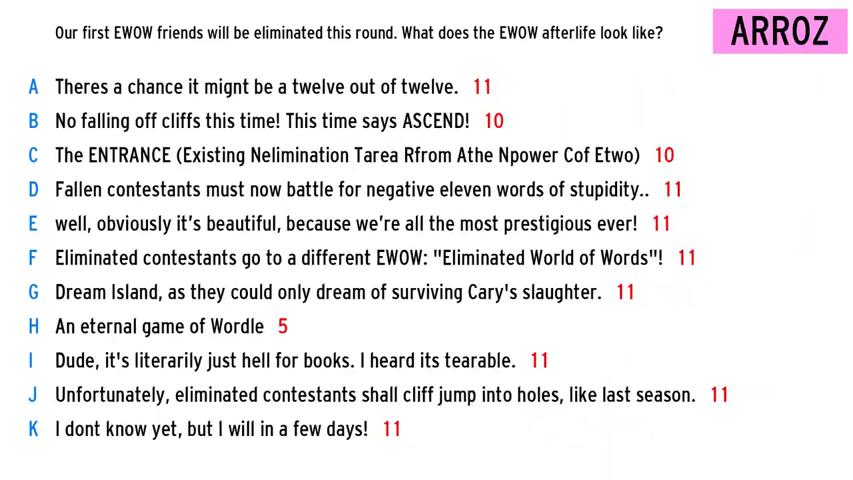 Our first EWOW friends will be eliminated this round. What does the EWOW afterlife look like?
ARROZ
A Theres a chance it mignt be a twelve out of twelve. 11
B No falling off cliffs this time! This time says ASCEND! 10
C The ENTRANCE (Existing Nelimination Tarea Rfrom Athe Npower Cof Etwo) 10
D Fallen contestants must now battle for negative eleven words of stupidity.. 11
E well, obviously it's beautiful, because we're all the most prestigious ever! 11
F Eliminated contestants go to a different EWOW: "Eliminated World of Words"! 11
G Dream Island, as they could only dream of surviving Cary's slaughter. 11
H An eternal game of Wordle 5
I Dude, it's literarily just hell for books. I heard its tearable. 11
J Unfortunately, eliminated contestants shall cliff jump into holes, like last season. 11
K I dont know yet, but I will in a few days! 11